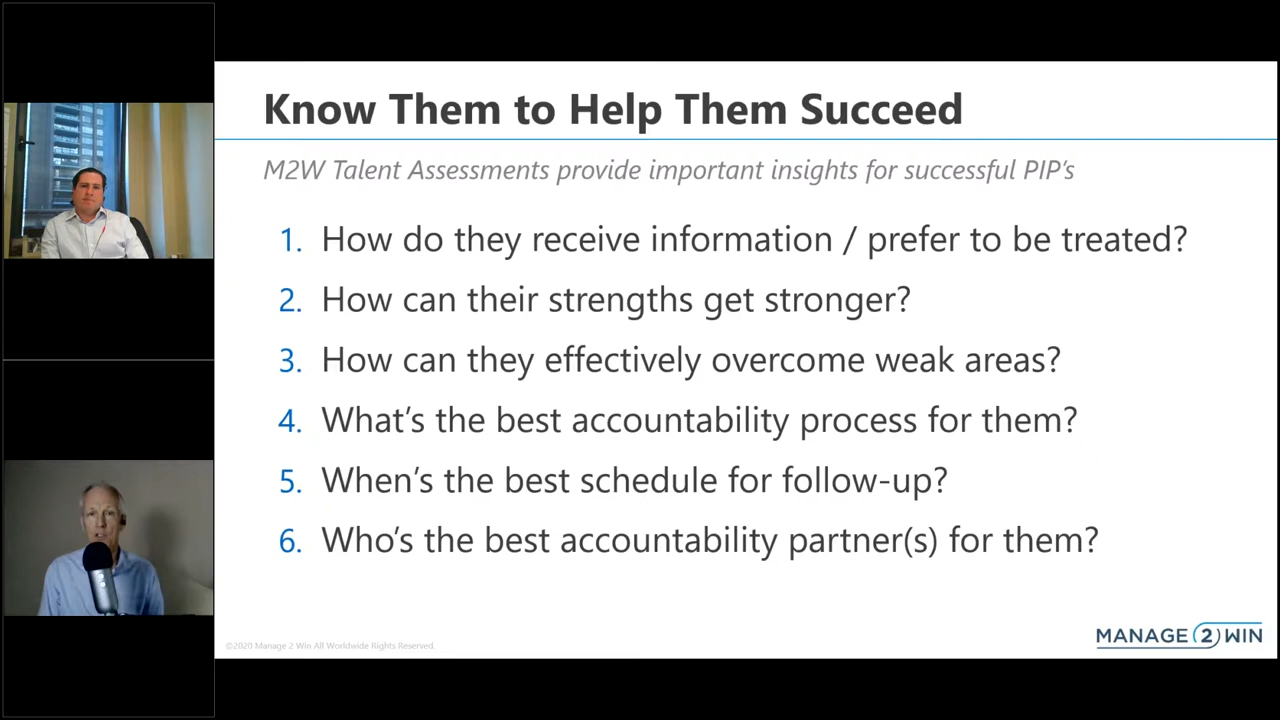 Know Them to Help Them Succeed
M2W Talent Assessments provide important insights for successful PIP's
1. How do they receive information / prefer to be treated?
2. How can their strengths get stronger?
3. How can they effectively overcome weak areas?
4. What's the best accountability process for them?
5. When's the best schedule for follow-up?
6. Who's the best accountability partner(s) for them?
©2020 Manage 2 Win All Worldwide Rights Reserved.
MANAGE 2 WIN